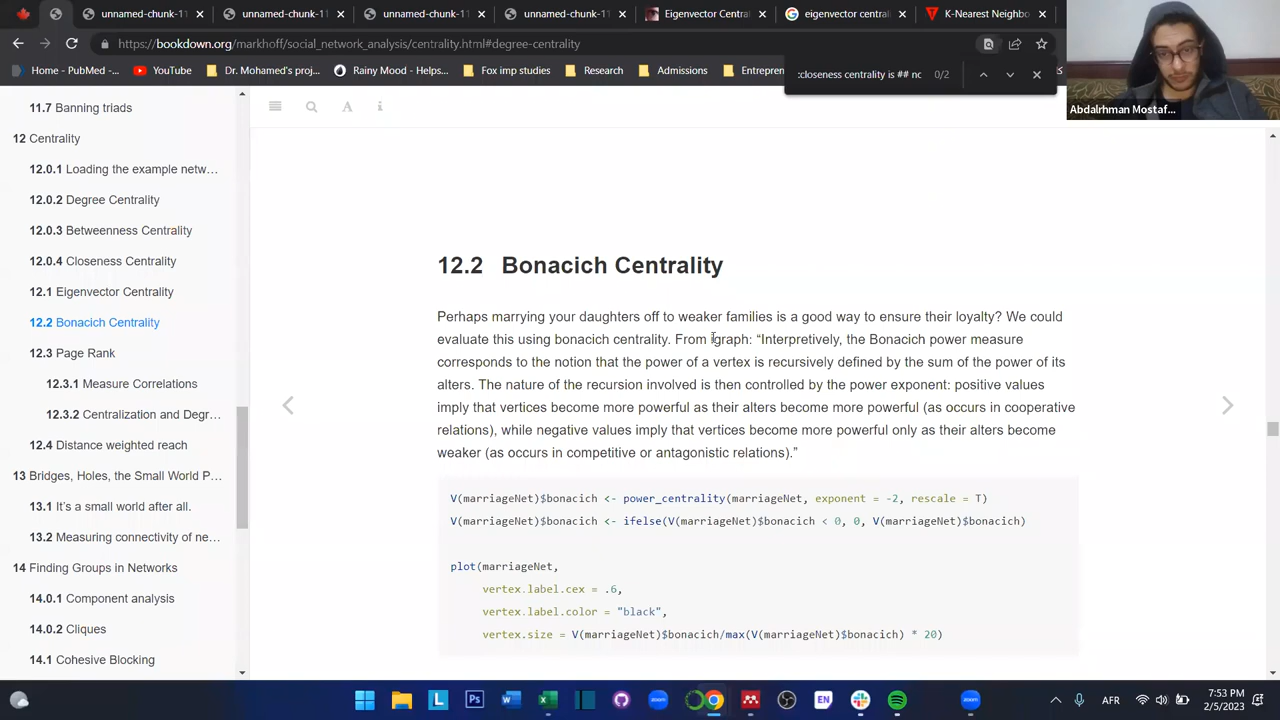 unnamed-chunk-11
unnamed-chunk-11
unnamed-chunk-11
unnamed-chunk-11
Eigenvector Centra
eigenvector central
K-Nearest Neighbo
https://bookdown.org/markhoff/social_network_analysis/centrality.html#degree-centrality
Home - PubMed -...
YouTube
Dr. Mohamed's proj...
Rainy Mood - Helps...
Fox imp studies
Research
Admissions
Entrepren
:closeness centrality is ## nc
0/2
Abdalrhman Mostaf...
11.7 Banning triads
12 Centrality
12.0.1 Loading the example netw...
12.0.2 Degree Centrality
12.0.3 Betweenness Centrality
12.0.4 Closeness Centrality
12.1 Eigenvector Centrality
12.2 Bonacich Centrality
12.3 Page Rank
12.3.1 Measure Correlations
12.3.2 Centralization and Degr...
12.4 Distance weighted reach
13 Bridges, Holes, the Small World P...
13.1 It's a small world after all.
13.2 Measuring connectivity of ne...
14 Finding Groups in Networks
14.0.1 Component analysis
14.0.2 Cliques
14.1 Cohesive Blocking
12.2 Bonacich Centrality
Perhaps marrying your daughters off to weaker families is a good way to ensure their loyalty? We could
evaluate this using bonacich centrality. From igraph: “Interpretively, the Bonacich power measure
corresponds to the notion that the power of a vertex is recursively defined by the sum of the power of its
alters. The nature of the recursion involved is then controlled by the power exponent: positive values
imply that vertices become more powerful as their alters become more powerful (as occurs in cooperative
relations), while negative values imply that vertices become more powerful only as their alters become
weaker (as occurs in competitive or antagonistic relations).”
V(marriageNet)$bonacich <- power_centrality(marriageNet, exponent = -2, rescale = T)
V(marriageNet)$bonacich <- ifelse(V(marriageNet)$bonacich < 0, 0, V(marriageNet)$bonacich)
plot(marriageNet,
vertex.label.cex = .6,
vertex.label.color = "black",
vertex.size = V(marriageNet)$bonacich/max(V(marriageNet)$bonacich) * 20)
EN
zoom
zoom
AFR
7:53 PM
2/5/2023